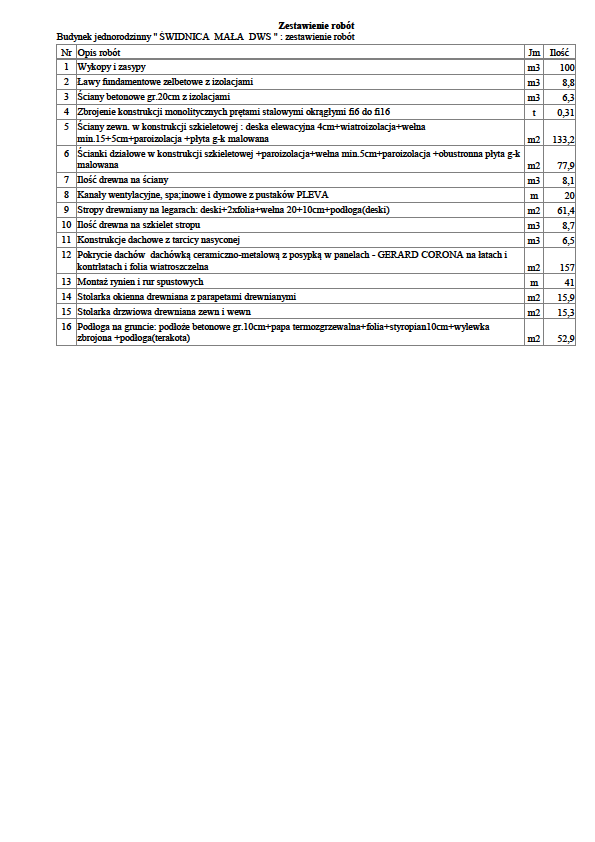 Zestawienie robót
Budynek jednorodzinny " ŚWIDNICA MAŁA DWS " : zestawienie robót
Nr Opis robót Jm Ilość
1 Wykopy i zasypy m3 100
2 Ławy fundamentowe żelbetowe z izolacjami m3 8,8
3 Ściany betonowe gr.20cm z izolacjami m3 6,3
4 Zbrojenie konstrukcji monolitycznych prętami stalowymi okrągłymi fi6 do fi16 t 0,31
5 Ściany zewn. w konstrukcji szkieletowej : deska elewacyjna 4cm+wiatroizolacja+wełna
min.15+5cm+paroizolacja +płyta g-k malowana m2 133,2
6 Ścianki działowe w konstrukcji szkieletowej +paroizolacja+wełna min.5cm+paroizolacja +obustronna płyta g-k
malowana m2 77,9
7 Ilość drewna na ściany m3 8,1
8 Kanały wentylacyjne, spa;inowe i dymowe z pustaków PLEVA m 20
9 Stropy drewniany na legarach: deski+2xfolia+wełna 20+10cm+podłoga(deski) m2 61,4
10 Ilość drewna na szkielet stropu m3 8,7
11 Konstrukcje dachowe z tarcicy nasyconej m3 6,5
12 Pokrycie dachów dachówką ceramiczno-metalową z posypką w panelach - GERARD CORONA na łatach i
kontrłatach i folia wiatroszczelna m2 157
13 Montaż rynien i rur spustowych m 41
14 Stolarka okienna drewniana z parapetami drewnianymi m2 15,9
15 Stolarka drzwiowa drewniana zewn i wewn m2 15,3
16 Podłoga na gruncie: podłoże betonowe gr.10cm+papa termozgrzewalna+folia+styropian10cm+wylewka
zbrojona +podłoga(terakota) m2 52,9